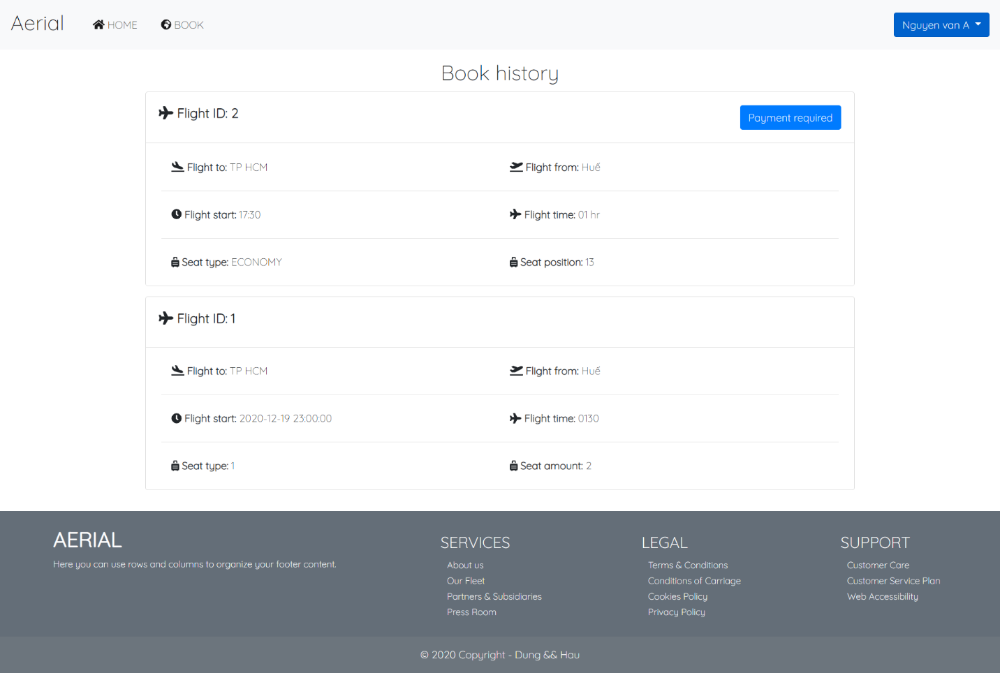 Aerial
HOME
BOOK
Nguyen van A
Book history
Flight ID: 2
Payment required
Flight to: TP HCM
Flight from: Huế
Flight start: 17:30
Flight time: 01 hr
Seat type: ECONOMY
Seat position: 13
Flight ID: 1
Flight to: TP HCM
Flight from: Huế
Flight start: 2020-12-19 23:00:00
Flight time: 0130
Seat type: 1
Seat amount: 2
AERIAL
Here you can use rows and columns to organize your footer content.
SERVICES
About us
Our Fleet
Partners & Subsidiaries
Press Room
LEGAL
Terms & Conditions
Conditions of Carriage
Cookies Policy
Privacy Policy
SUPPORT
Customer Care
Customer Service Plan
Web Accessibility
© 2020 Copyright - Dung && Hau